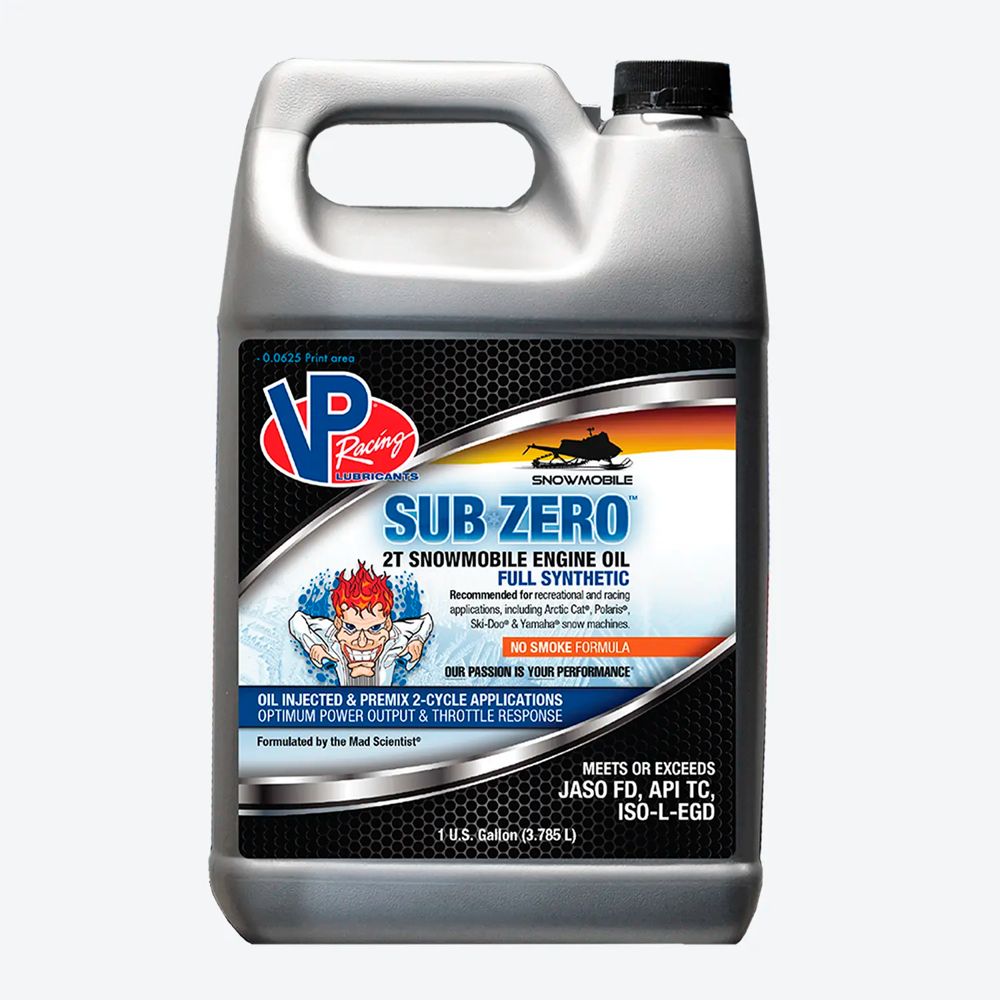 - 0.0625 Print area
VP
Racing
LUBRICANTS
SNOWMOBILE
SUB ZERO™
2T SNOWMOBILE ENGINE OIL
FULL SYNTHETIC
Recommended for recreational and racing
applications, including Arctic Cat®, Polaris®,
Ski-Doo® & Yamaha® snow machines.
NO SMOKE FORMULA
OUR PASSION IS YOUR PERFORMANCE®
OIL INJECTED & PREMIX 2-CYCLE APPLICATIONS
OPTIMUM POWER OUTPUT & THROTTLE RESPONSE
Formulated by the Mad Scientist®
MEETS OR EXCEEDS
JASO FD, API TC,
ISO-L-EGD
1 U.S. Gallon (3.785 L)